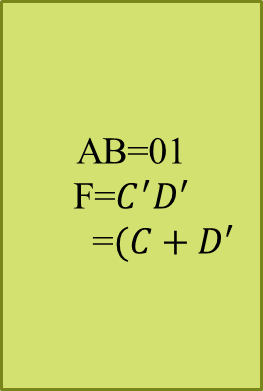 AB=01
F=C′D′
=(C + D′